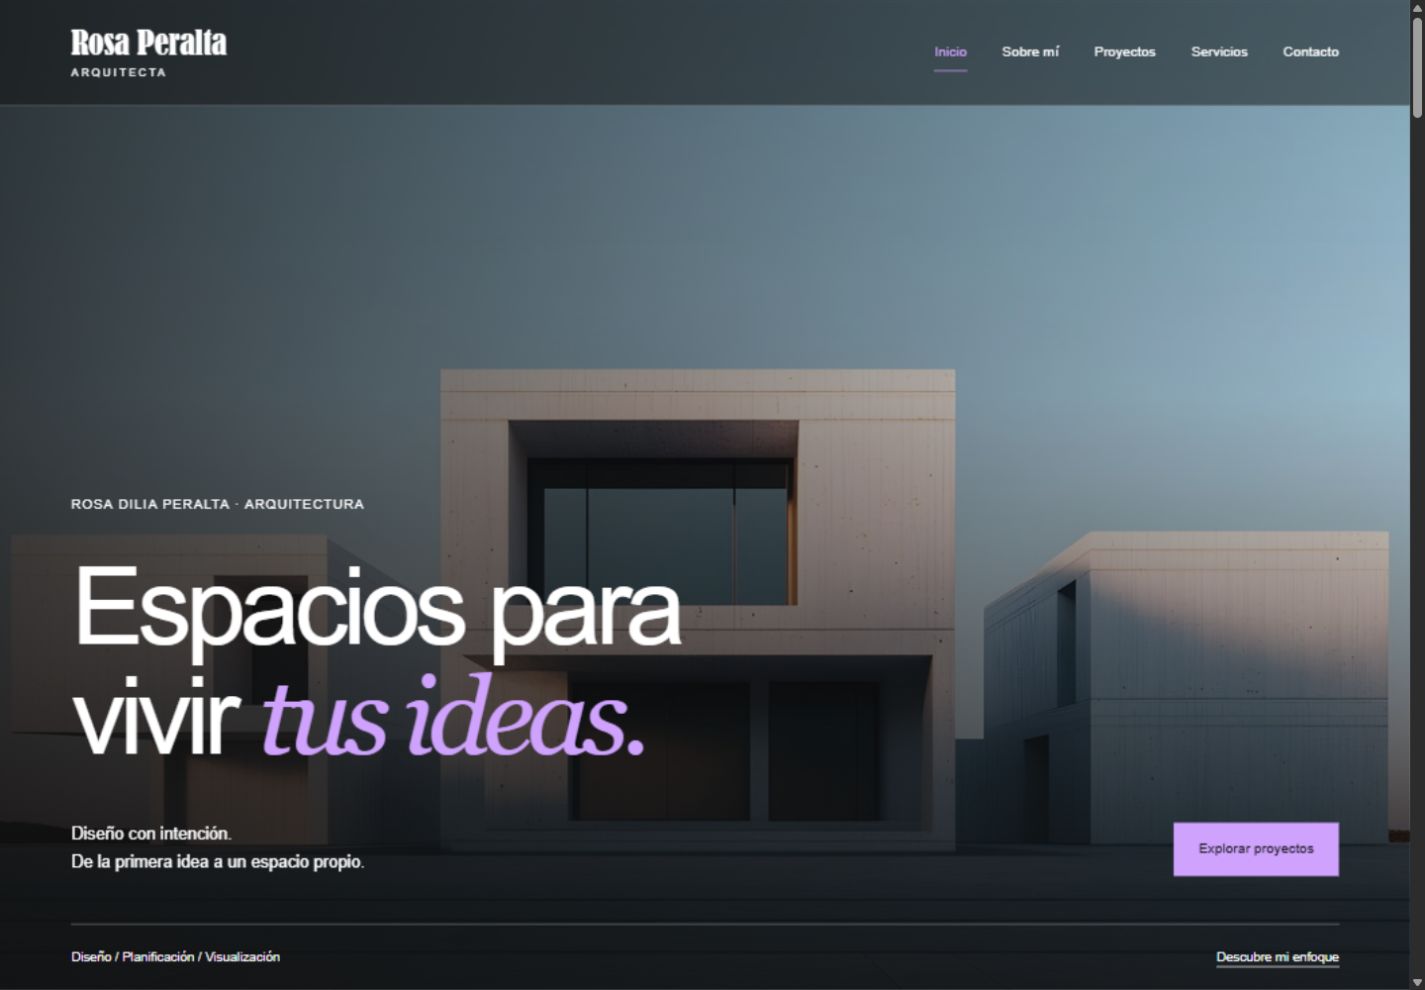 Rosa Peralta
ARQUITECTA
Inicio
Sobre mí
Proyectos
Servicios
Contacto
ROSA DILIA PERALTA · ARQUITECTURA
Espacios para
vivir tus ideas.
Diseño con intención.
De la primera idea a un espacio propio.
Explorar proyectos
Diseño / Planificación / Visualización
Descubre mi enfoque